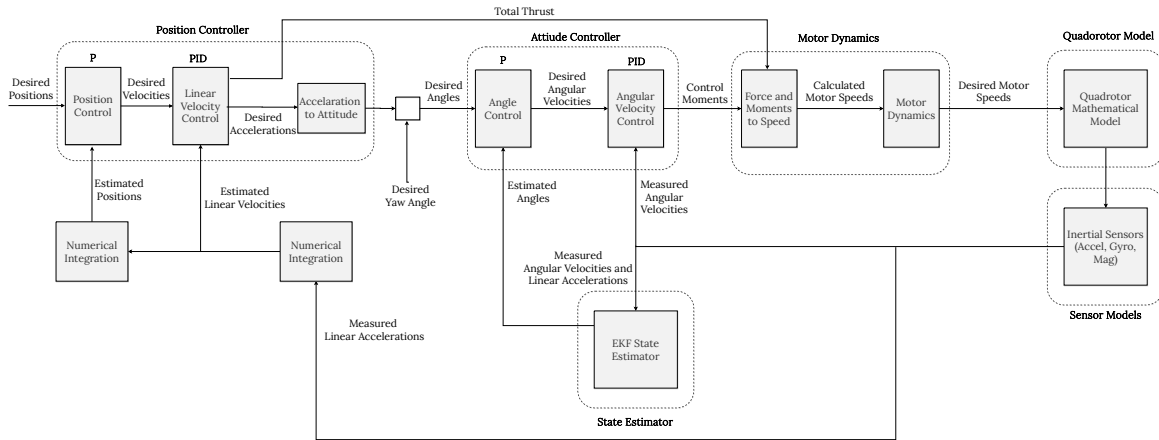 Total Thrust
Position Controller
Attiude Controller
Motor Dynamics
Quadorotor Model
P
PID
P
PID
Desired
Positions
Position
Control
Desired
Velocities
Linear
Velocity
Control
Desired
Accelerations
Accelaration
to Attitude
Desired
Angles
Angle
Control
Desired
Angular
Velocities
Angular
Velocity
Control
Control
Moments
Force and
Moments
to Speed
Calculated
Motor Speeds
Motor
Dynamics
Desired Motor
Speeds
Quadrotor
Mathematical
Model
Estimated
Positions
Estimated
Linear Velocities
Desired
Yaw Angle
Estimated
Angles
Measured
Angular
Velocities
Numerical
Integration
Numerical
Integration
Inertial Sensors
(Accel, Gyro,
Mag)
Measured
Angular Velocities and
Linear Accelerations
Sensor Models
Measured
Linear Accelerations
EKF State
Estimator
State Estimator